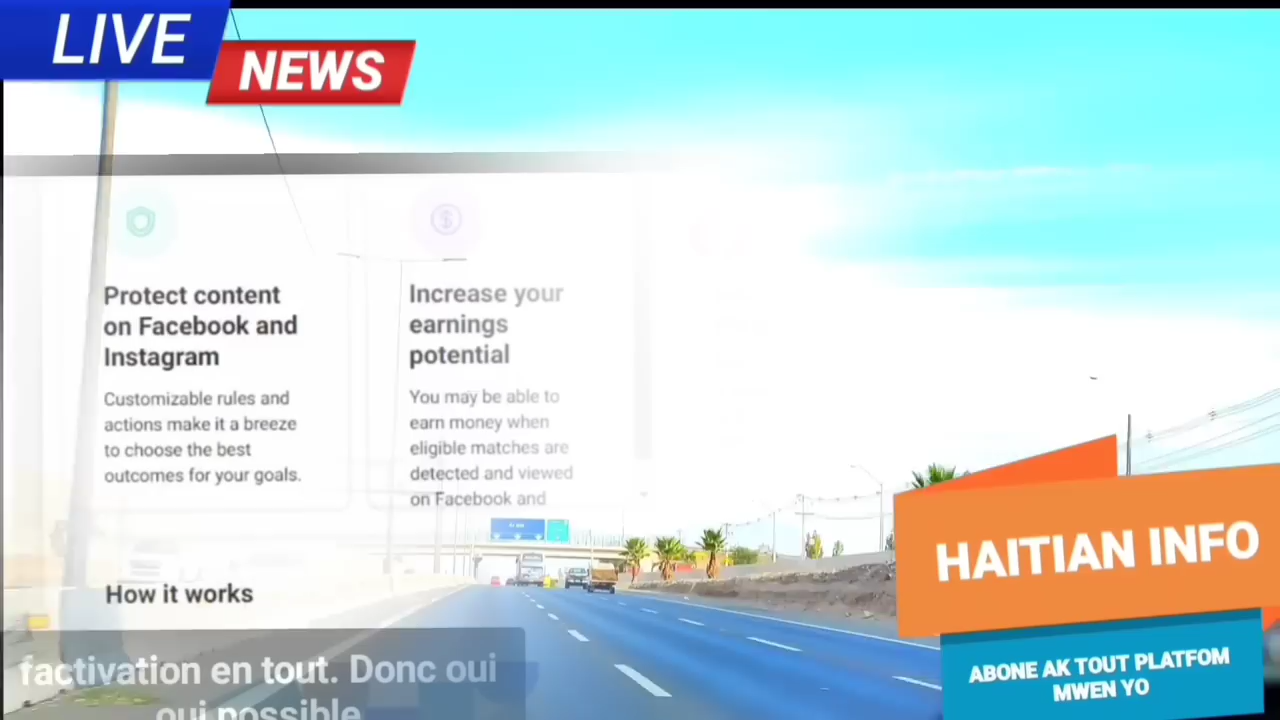 LIVE
NEWS
Protect content
on Facebook and
Instagram
Customizable rules and
actions make it a breeze
to choose the best
outcomes for your goals.
Increase your
earnings
potential
You may be able to
earn money when
eligible matches are
detected and viewed
on Facebook and
How it works
factivation en tout. Donc oui
oui possible
HAITIAN INFO
ABONE AK TOUT PLATFOM
MWEN YO